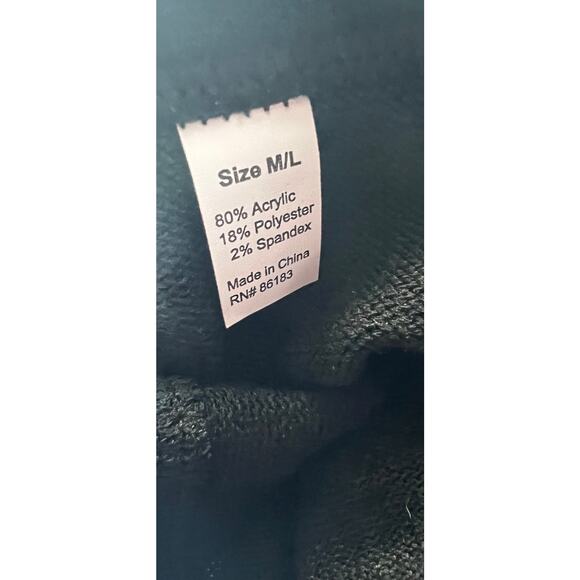 Size M/L
80% Acrylic
18% Polyester
2% Spandex
Made in China
RN# 86183